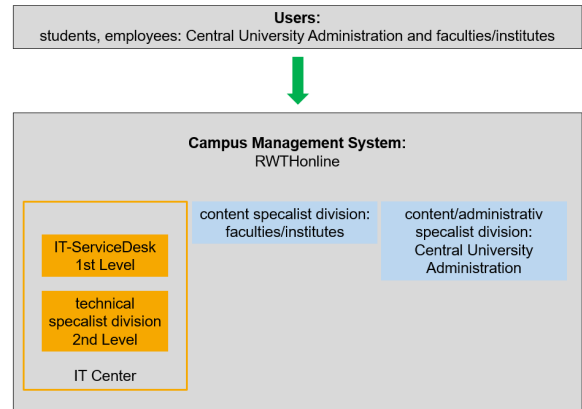 Users:
students, employees: Central University Administration and faculties/institutes
Campus Management System:
RWTHonline
IT-ServiceDesk
1st Level
technical
specalist division
2nd Level
IT Center
content specalist division:
faculties/institutes
content/administrativ
specalist division:
Central University
Administration